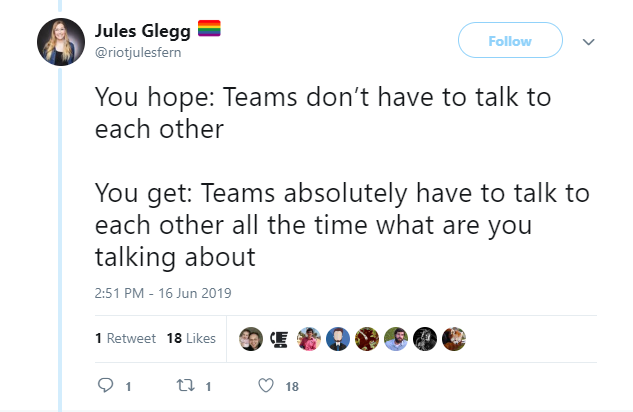 Jules Glegg 🏳️‍🌈
@riotjulesfern
Follow
You hope: Teams don’t have to talk to
each other
You get: Teams absolutely have to talk to
each other all the time what are you
talking about
2:51 PM - 16 Jun 2019
1 Retweet 18 Likes
1 1 18